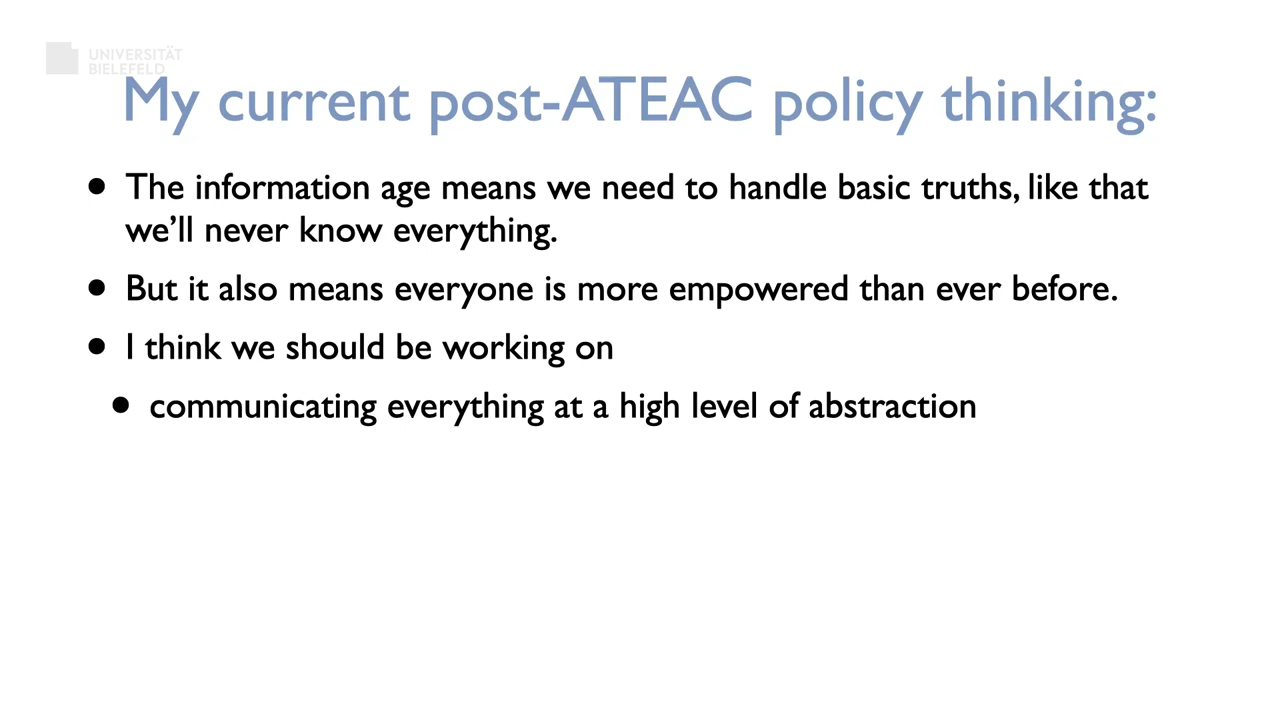 UNIVERSITÄT
BIELEFELD
My current post-ATEAC policy thinking:
• The information age means we need to handle basic truths, like that
we’ll never know everything.
• But it also means everyone is more empowered than ever before.
• I think we should be working on
• communicating everything at a high level of abstraction